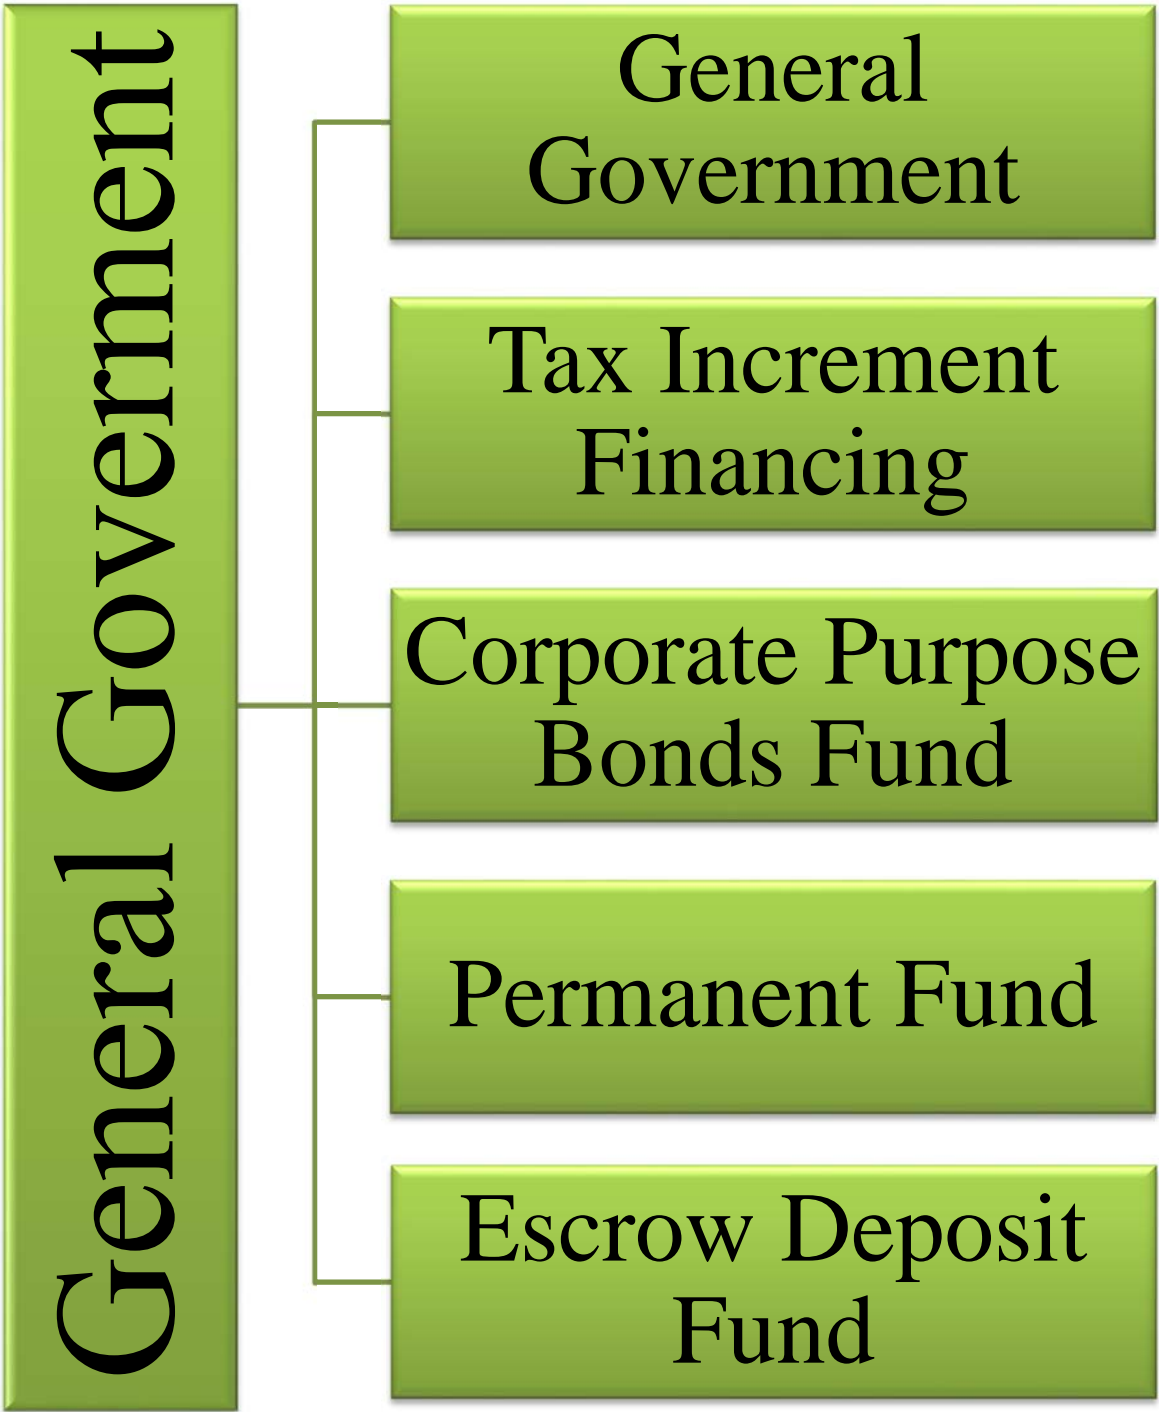 General Goverment
General
Government
Tax Increment
Financing
Corporate Purpose
Bonds Fund
Permanent Fund
Escrow Deposit
Fund